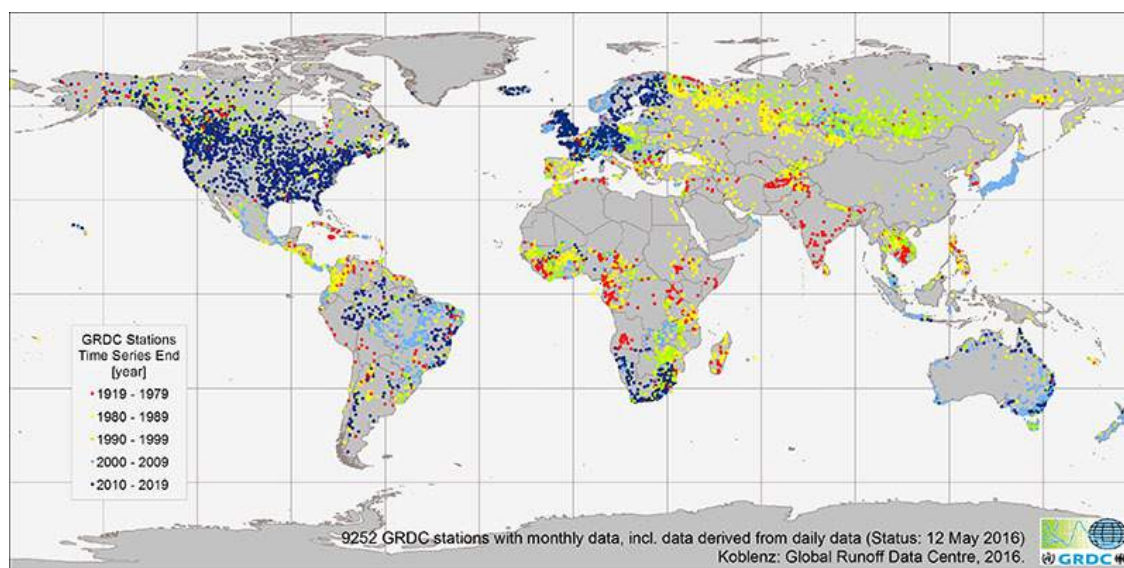 GRDC Stations
Time Series End
[year]
1919 - 1979
1980 - 1989
1990 - 1999
2000 - 2009
2010 - 2019
9252 GRDC stations with monthly data, incl. data derived from daily data (Status: 12 May 2016)
Koblenz: Global Runoff Data Centre, 2016.
GRDC